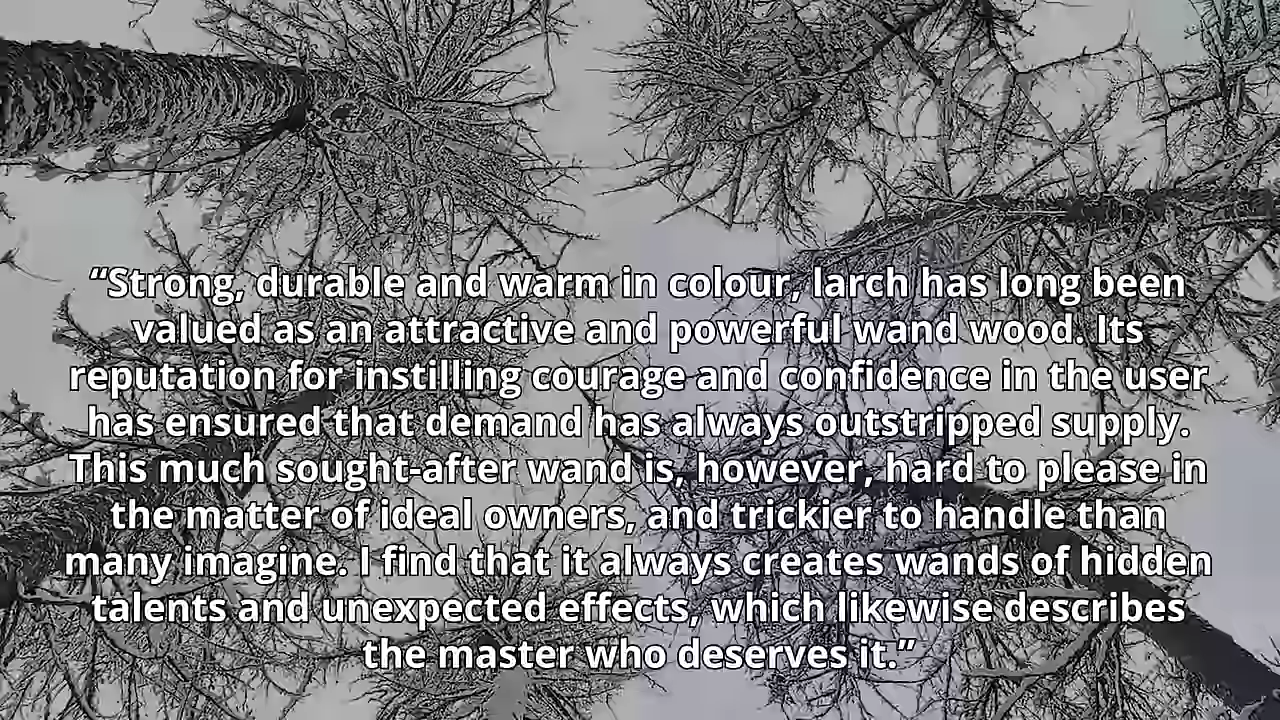 “Strong, durable and warm in colour, larch has long been
valued as an attractive and powerful wand wood. Its
reputation for instilling courage and confidence in the user
has ensured that demand has always outstripped supply.
This much sought-after wand is, however, hard to please in
the matter of ideal owners, and trickier to handle than
many imagine. I find that it always creates wands of hidden
talents and unexpected effects, which likewise describes
the master who deserves it.”